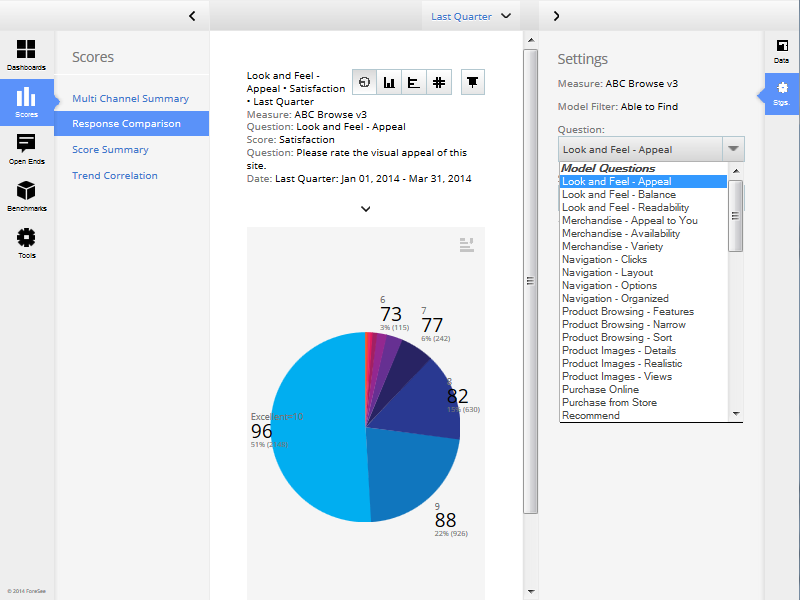 Last Quarter
Dashboards
Scores
Open Ends
Benchmarks
Tools
© 2014 ForeSee
Scores
Multi Channel Summary
Response Comparison
Score Summary
Trend Correlation
Look and Feel -
Appeal • Satisfaction
• Last Quarter
Measure: ABC Browse v3
Question: Look and Feel - Appeal
Score: Satisfaction
Question: Please rate the visual appeal of this
site.
Date: Last Quarter: Jan 01, 2014 - Mar 31, 2014
6
73
3% (115)
7
77
6% (242)
8
82
(630)
Excellent=10
96
51%
9
88
22% (926)
Settings
Measure: ABC Browse v3
Model Filter: Able to Find
Question:
Look and Feel - Appeal
Model Questions
Look and Feel - Appeal
Look and Feel - Balance
Look and Feel - Readability
Merchandise - Appeal to You
Merchandise - Availability
Merchandise - Variety
Navigation - Clicks
Navigation - Layout
Navigation - Options
Navigation - Organized
Product Browsing - Features
Product Browsing - Narrow
Product Browsing - Sort
Product Images - Details
Product Images - Realistic
Product Images - Views
Purchase Online
Purchase from Store
Recommend
Data
Stgs.